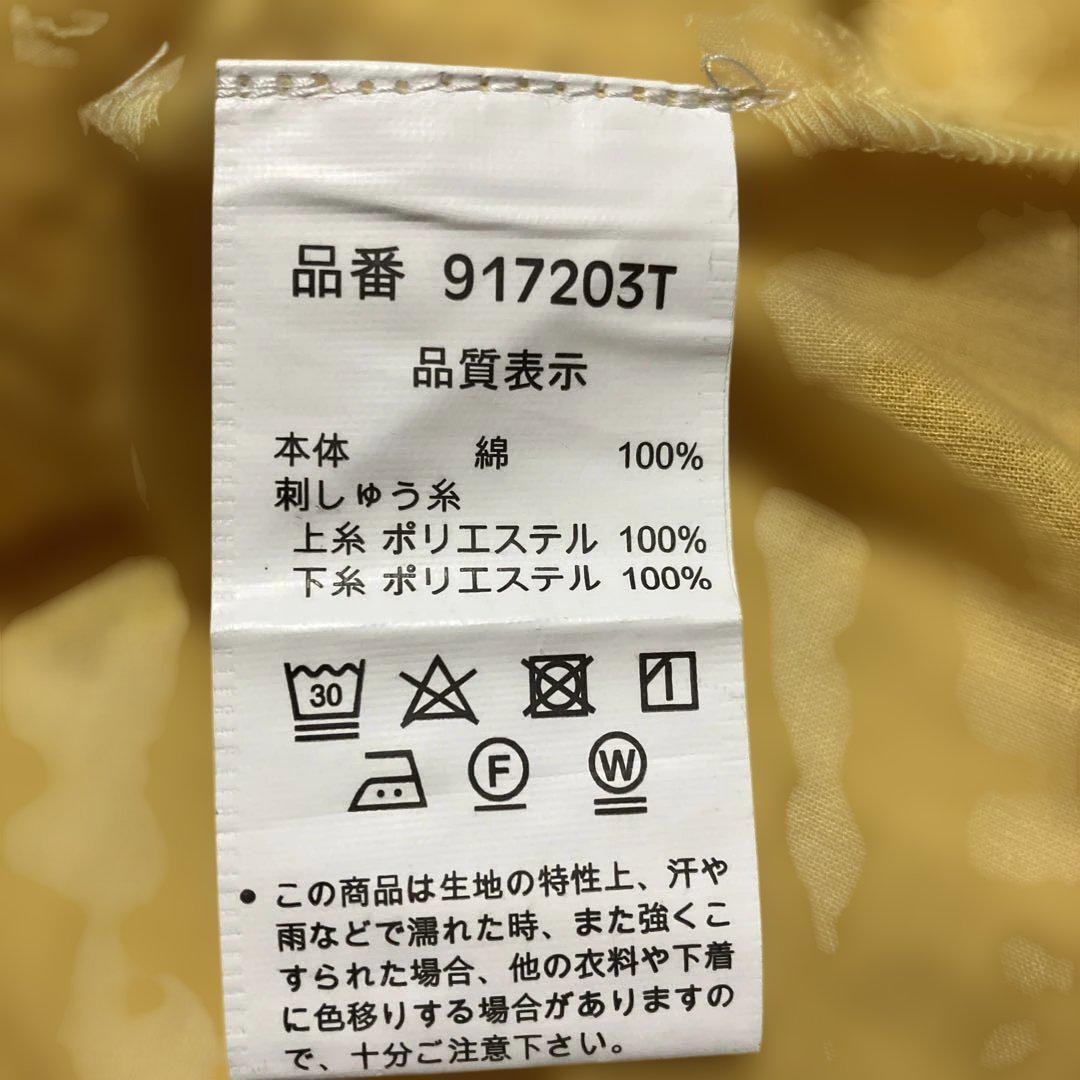 品番 917203T
品質表示
本体 綿 100%
刺しゅう糸
上糸 ポリエステル 100%
下糸 ポリエステル 100%
30
F W
• この商品は生地の特性上、汗や
雨などで濡れた時、また強くこ
すられた場合、他の衣料や下着
に色移りする場合がありますの
で、十分ご注意下さい。